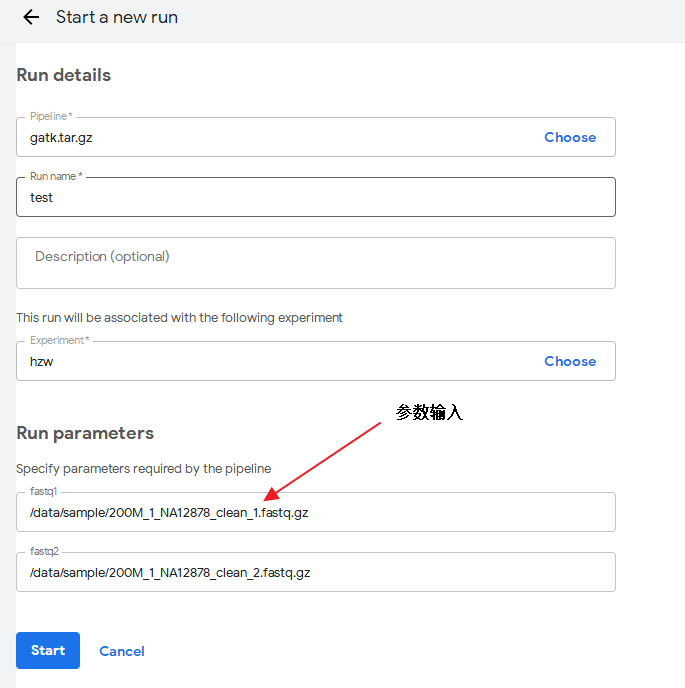 Start a new run
Run details
Pipeline*
gatk.tar.gz
Choose
Run name *
test
Description (optional)
This run will be associated with the following experiment
Experiment*
hzw
Choose
参数输入
Run parameters
Specify parameters required by the pipeline
fastq1
/data/sample/200M_1_NA12878_clean_1.fastq.gz
fastq2
/data/sample/200M_1_NA12878_clean_2.fastq.gz
Start
Cancel